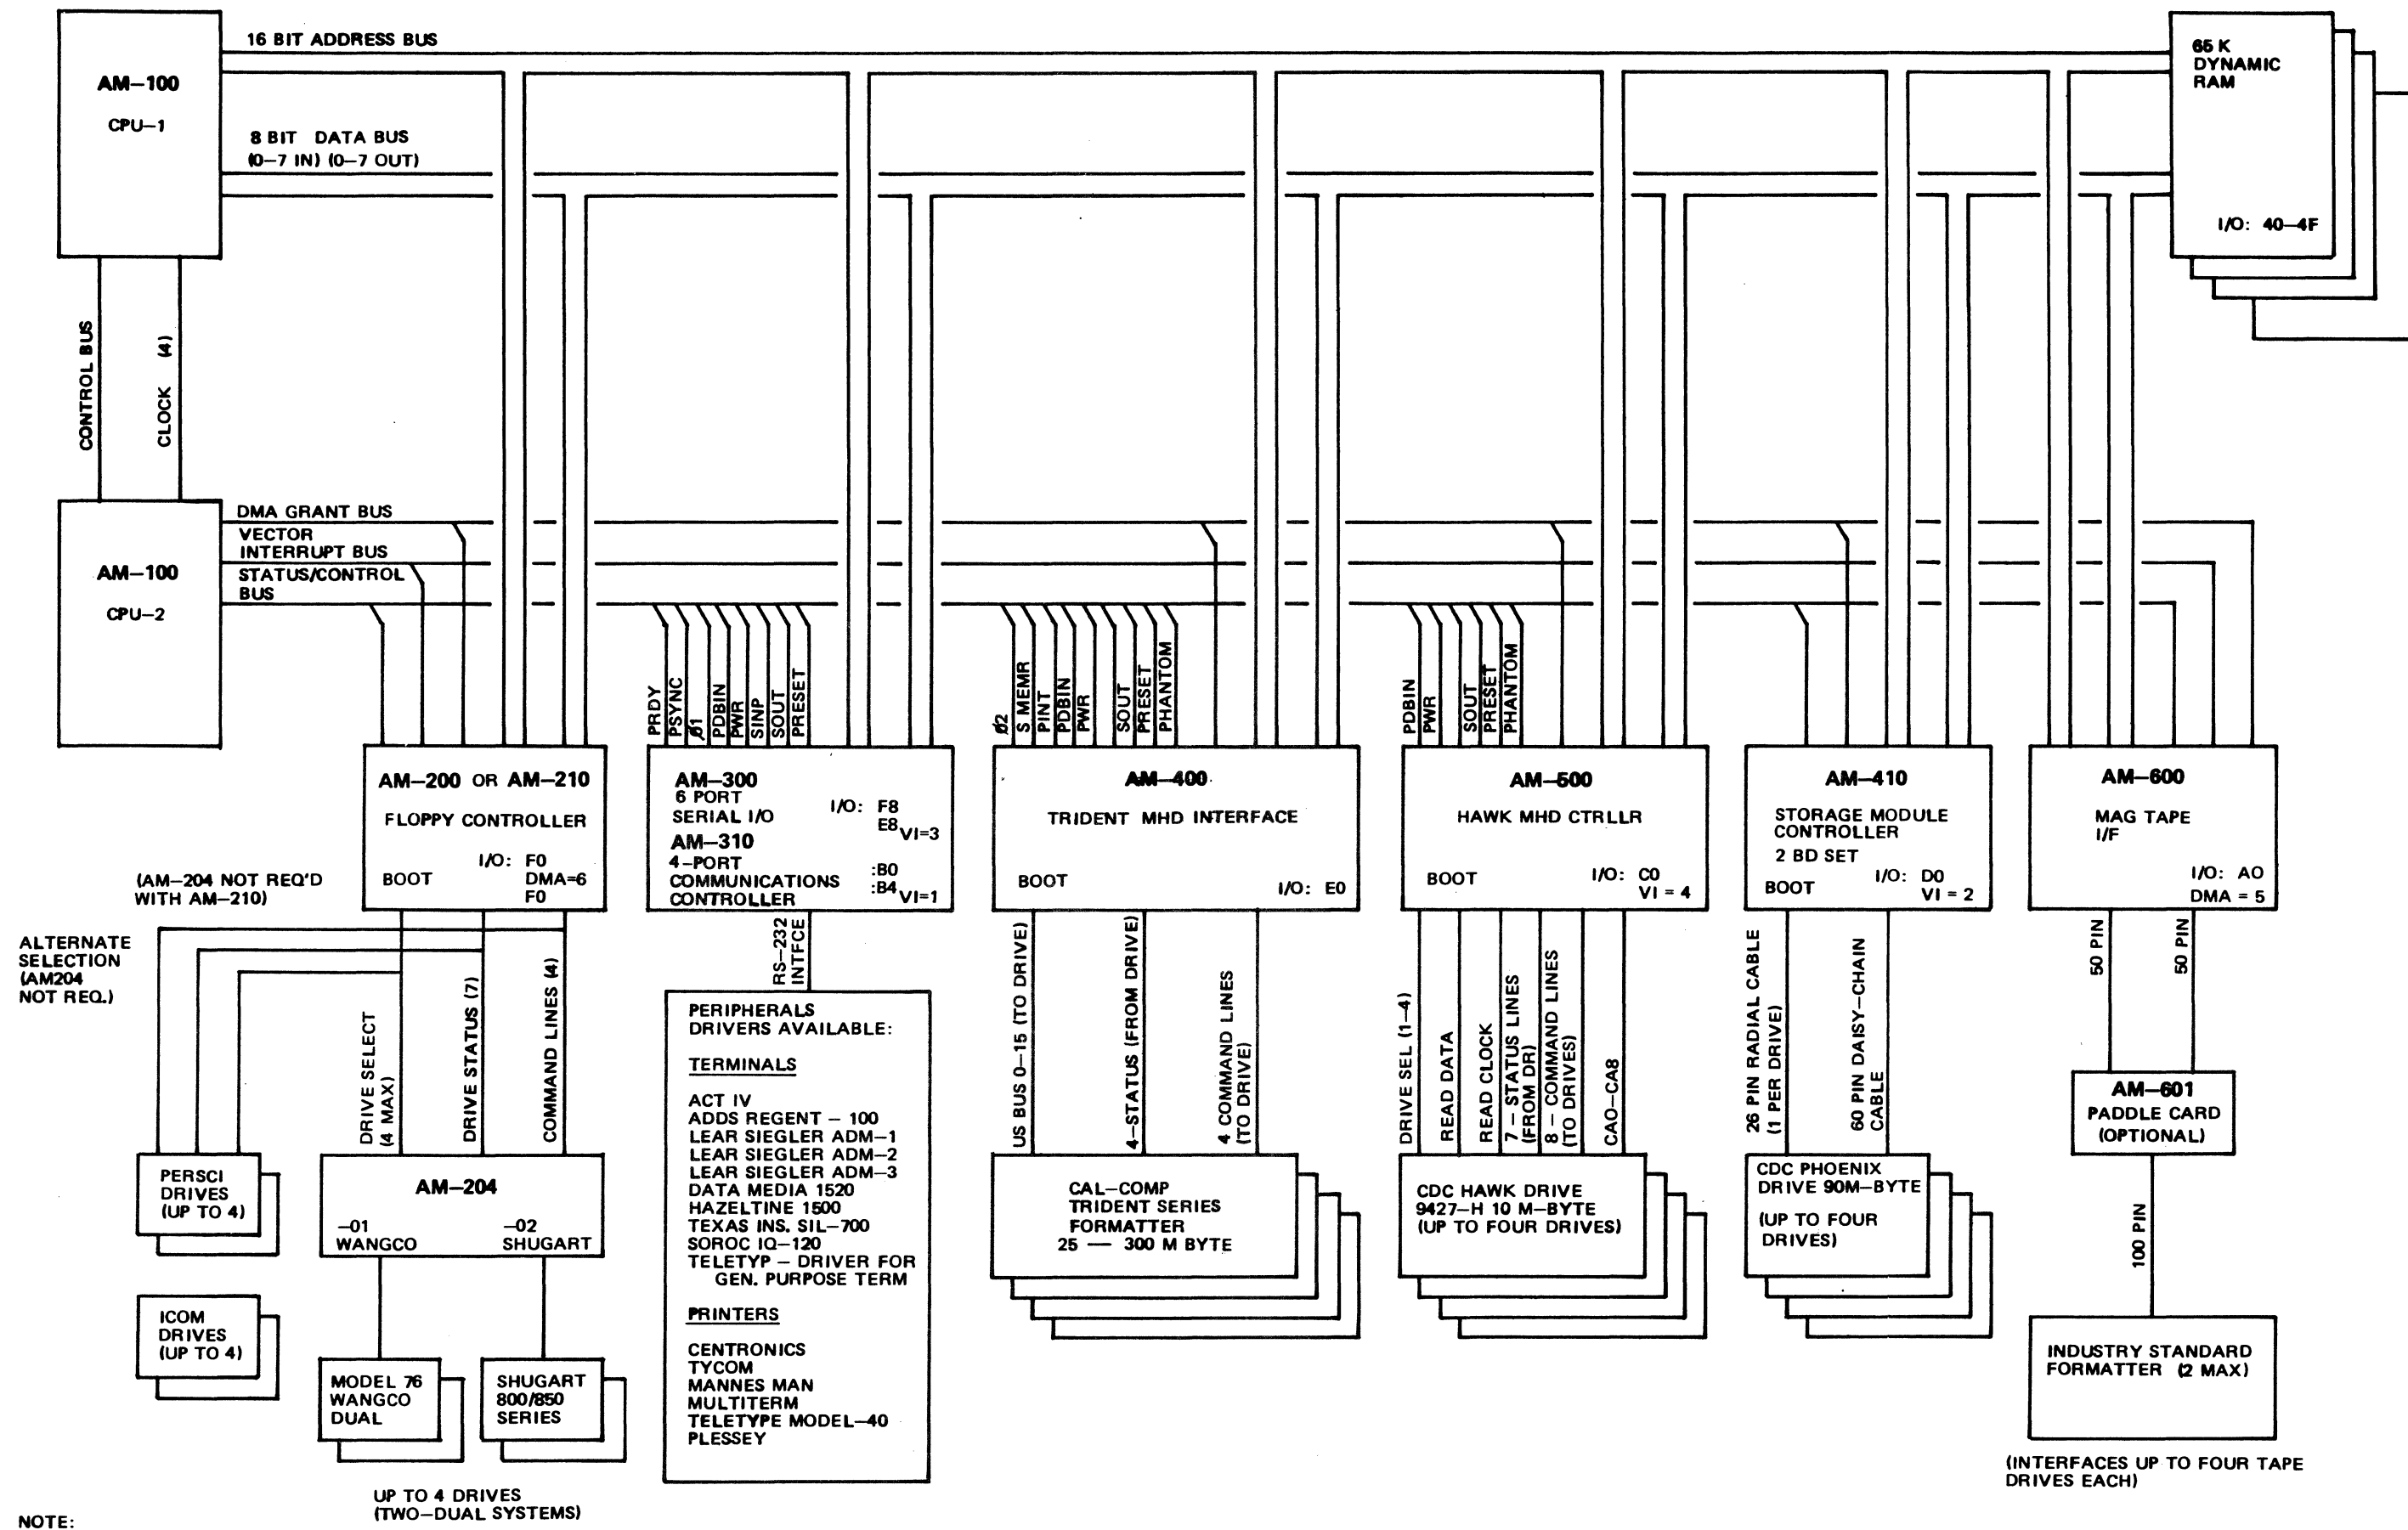 16 BIT ADDRESS BUS
AM–100
CPU–1
8 BIT DATA BUS
(0–7 IN) (0–7 OUT)
65 K
DYNAMIC
RAM
I/O: 40–4F
CONTROL BUS
CLOCK (4)
AM–100
CPU–2
DMA GRANT BUS
VECTOR
INTERRUPT BUS
STATUS/CONTROL
BUS
PRDY
PSYNC
Ø1
PDBIN
PWR
SINP
SOUT
PRESET
Ø2
S MEMR
PINT
PDBIN
PWR
SOUT
PRESET
PHANTOM
PDBIN
PWR
SOUT
PRESET
PHANTOM
AM–200 OR AM–210
FLOPPY CONTROLLER
I/O: F0
BOOT DMA=6
F0
AM–300
6 PORT
SERIAL I/O
I/O: F8
E8
VI=3
AM–310
4–PORT
COMMUNICATIONS
CONTROLLER
:B0
:B4
VI=1
AM–400
TRIDENT MHD INTERFACE
BOOT
I/O: E0
AM–500
HAWK MHD CTRLLR
BOOT
I/O: C0
VI = 4
AM–410
STORAGE MODULE
CONTROLLER
2 BD SET
BOOT
I/O: D0
VI = 2
AM–600
MAG TAPE
I/F
I/O: AO
DMA = 5
(AM–204 NOT REQ'D
WITH AM–210)
ALTERNATE
SELECTION
(AM204
NOT REQ.)
DRIVE SELECT
(4 MAX)
DRIVE STATUS (7)
COMMAND LINES (4)
RS–232
INTFCE
US BUS 0–15 (TO DRIVE)
4–STATUS (FROM DRIVE)
4 COMMAND LINES
(TO DRIVE)
DRIVE SEL (1–4)
READ DATA
READ CLOCK
7 – STATUS LINES
(FROM DR)
8 – COMMAND LINES
(TO DRIVES)
CAO–CA8
26 PIN RADIAL CABLE
(1 PER DRIVE)
60 PIN DAISY–CHAIN
CABLE
50 PIN
50 PIN
PERSCI
DRIVES
(UP TO 4)
AM–204
–01
WANGCO
–02
SHUGART
ICOM
DRIVES
(UP TO 4)
MODEL 76
WANGCO
DUAL
SHUGART
800/850
SERIES
UP TO 4 DRIVES
(TWO–DUAL SYSTEMS)
PERIPHERALS
DRIVERS AVAILABLE:
TERMINALS
ACT IV
ADDS REGENT – 100
LEAR SIEGLER ADM–1
LEAR SIEGLER ADM–2
LEAR SIEGLER ADM–3
DATA MEDIA 1520
HAZELTINE 1500
TEXAS INS. SIL–700
SOROC IQ–120
TELETYP – DRIVER FOR
GEN. PURPOSE TERM
PRINTERS
CENTRONICS
TYCOM
MANNES MAN
MULTITERM
TELETYPE MODEL–40
PLESSEY
CAL–COMP
TRIDENT SERIES
FORMATTER
25 — 300 M BYTE
CDC HAWK DRIVE
9427–H 10 M–BYTE
(UP TO FOUR DRIVES)
CDC PHOENIX
DRIVE 90M–BYTE
(UP TO FOUR
DRIVES)
AM–601
PADDLE CARD
(OPTIONAL)
100 PIN
INDUSTRY STANDARD
FORMATTER (2 MAX)
(INTERFACES UP TO FOUR TAPE
DRIVES EACH)
NOTE: